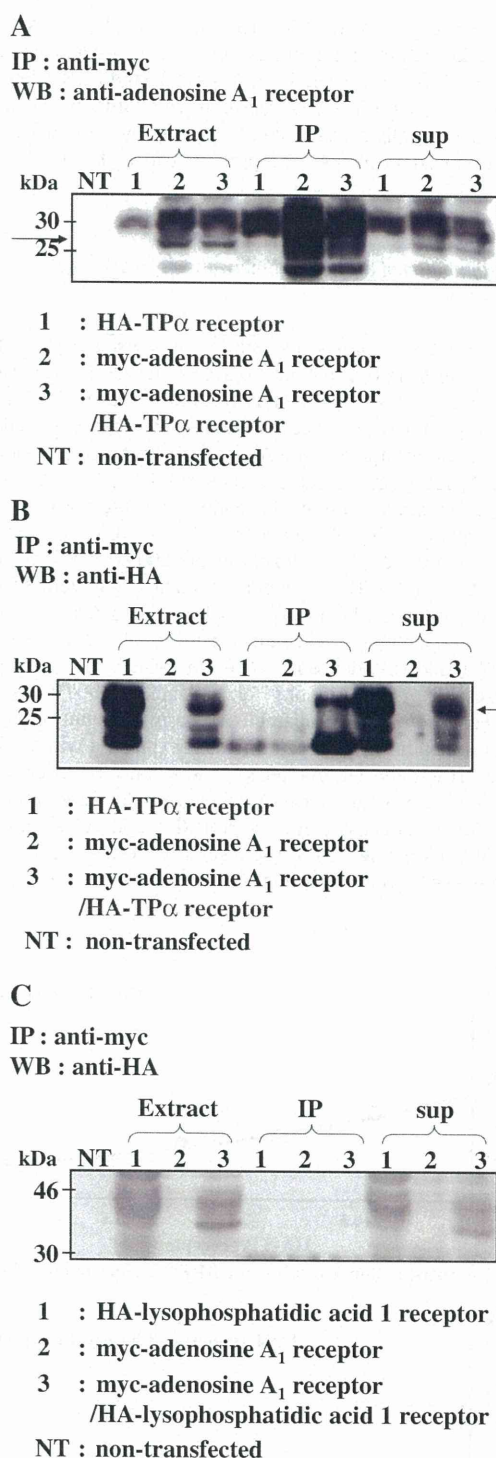 A
IP : anti-myc
WB : anti-adenosine A₁ receptor
Extract IP sup
kDa NT 1 2 3 1 2 3 1 2 3
30
25
1 : HA-TPα receptor
2 : myc-adenosine A₁ receptor
3 : myc-adenosine A₁ receptor
/HA-TPα receptor
NT : non-transfected
B
IP : anti-myc
WB : anti-HA
Extract IP sup
kDa NT 1 2 3 1 2 3 1 2 3
30
25
1 : HA-TPα receptor
2 : myc-adenosine A₁ receptor
3 : myc-adenosine A₁ receptor
/HA-TPα receptor
NT : non-transfected
C
IP : anti-myc
WB : anti-HA
Extract IP sup
kDa NT 1 2 3 1 2 3 1 2 3
46
30
1 : HA-lysophosphatidic acid 1 receptor
2 : myc-adenosine A₁ receptor
3 : myc-adenosine A₁ receptor
/HA-lysophosphatidic acid 1 receptor
NT : non-transfected